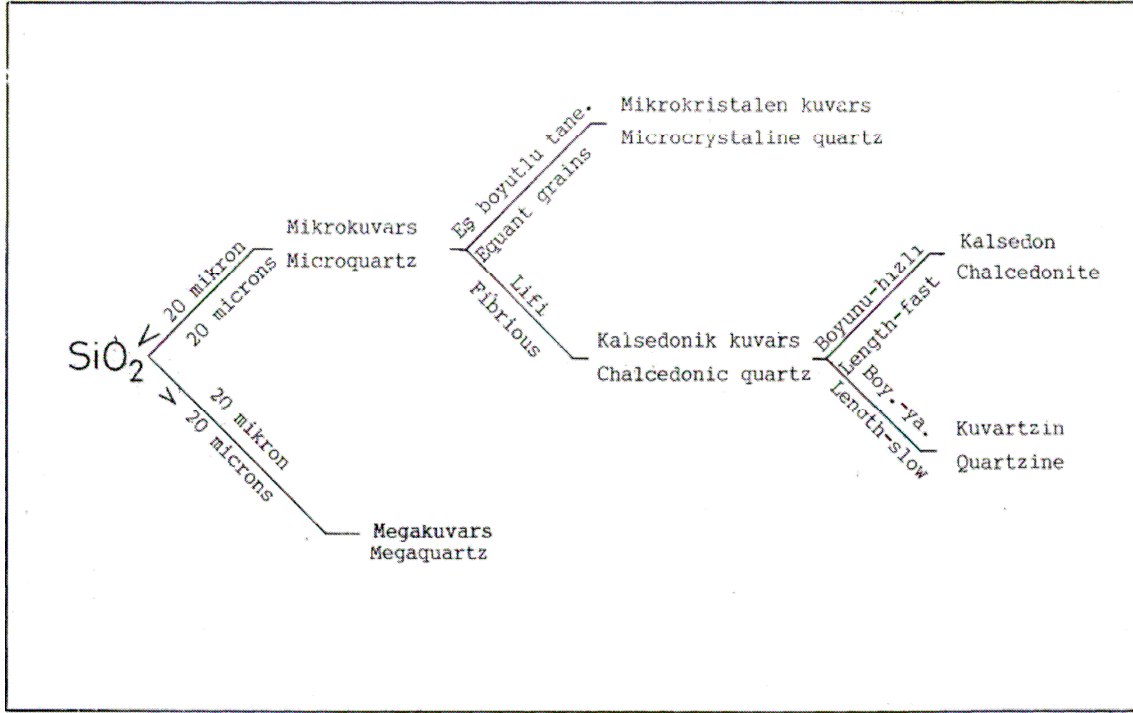 SiO2
< 20 mikron
20 microns
Mikrokuvars
Microquartz
Eş boyutlu tane.
Equant grains
Mikrokristalen kuvars
Microcrystaline quartz
Lifi
Fibrious
Kalsedonik kuvars
Chalcedonic quartz
Boyunu-hızlı
Length-fast
Kalsedon
Chalcedonite
Boy.-ya.
Length-slow
Kuvartzin
Quartzine
20 mikron
> 20 microns
Megakuvars
Megaquartz